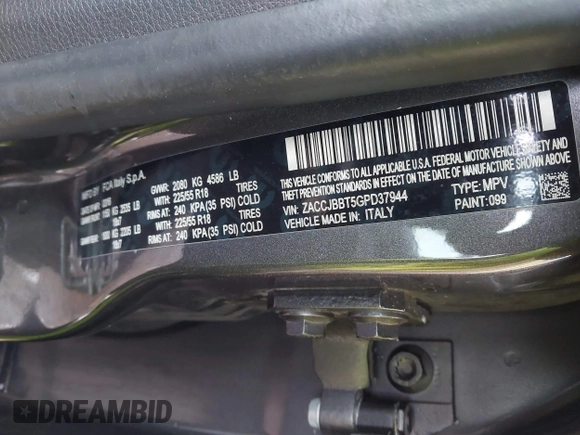 MFD BY: FCA Italy S.p.A. GVWR: 2080 KG 4586 LB
WITH: 225/55 R18 TIRES
RIMS AT: 240 KPA (35 PSI) COLD
WITH: 225/55 R18 TIRES
RIMS AT: 240 KPA (35 PSI) COLD
THIS VEHICLE CONFORMS TO ALL APPLICABLE U.S.A. FEDERAL MOTOR VEHICLE SAFETY AND
THEFT PREVENTION STANDARDS IN EFFECT ON THE DATE OF MANUFACTURE SHOWN ABOVE.
VIN: ZACCJBBT5GPD37944 TYPE: MPV
MADE IN: ITALY PAINT: 099
DREAMBID